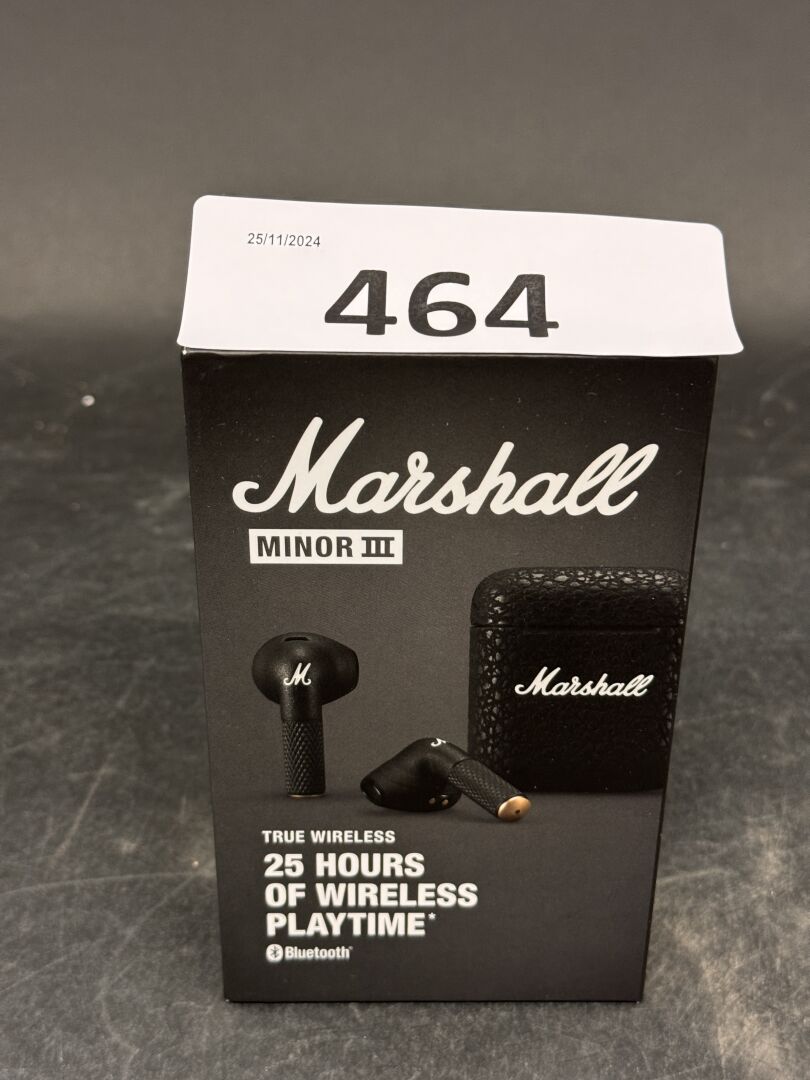 25/11/2024
464
Marshall
MINOR III
M
Marshall
TRUE WIRELESS
25 HOURS
OF WIRELESS
PLAYTIME*
Bluetooth®